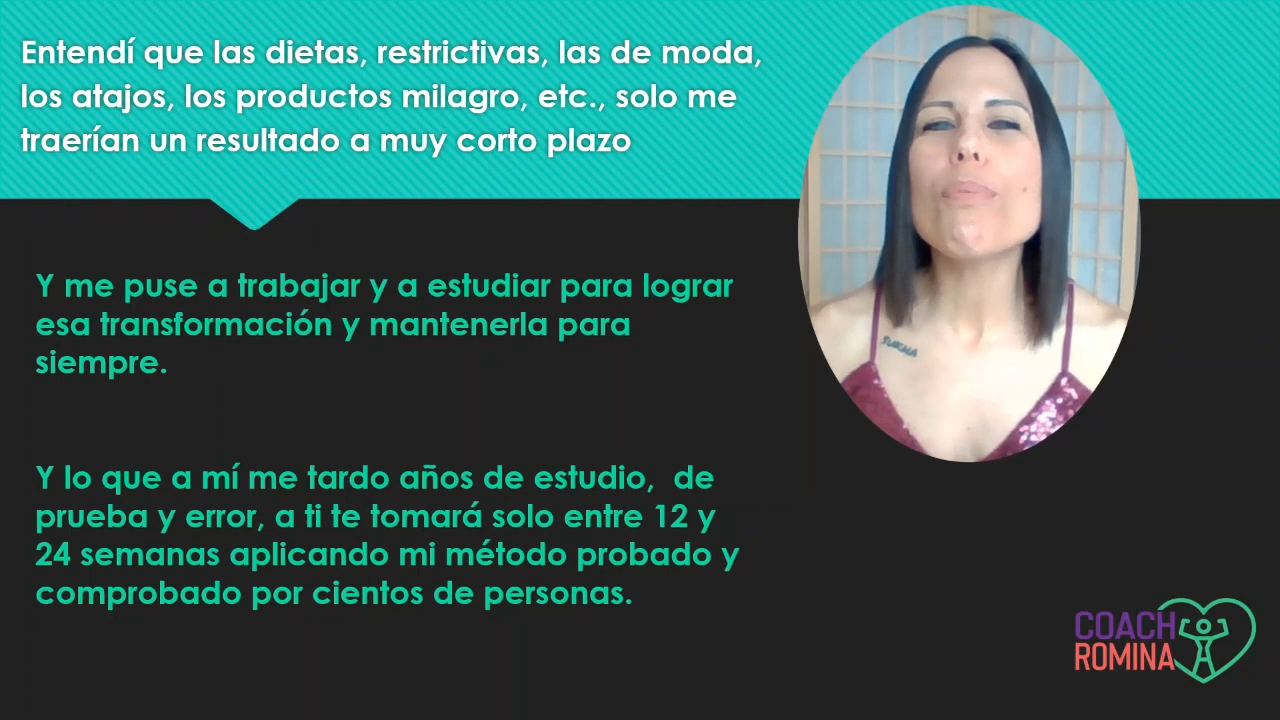 Entendí que las dietas, restrictivas, las de moda,
los atajos, los productos milagro, etc., solo me
traerían un resultado a muy corto plazo
Y me puse a trabajar y a estudiar para lograr
esa transformación y mantenerla para
siempre.
Y lo que a mí me tardo años de estudio,  de
prueba y error, a ti te tomará solo entre 12 y
24 semanas aplicando mi método probado y
comprobado por cientos de personas.
COACH
ROMINA